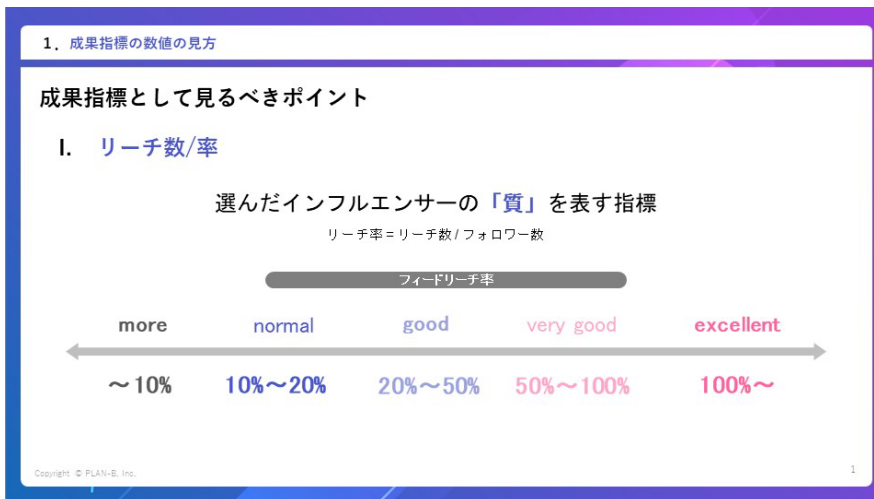 1. 成果指標の数値の見方
成果指標として見るべきポイント
I. リーチ数/率
選んだインフルエンサーの「質」を表す指標
リーチ率=リーチ数/フォロワー数
フィードリーチ率
more normal good very good excellent
～10% 10%～20% 20%～50% 50%～100% 100%～
Copyright © PLAN-B, Inc. 1